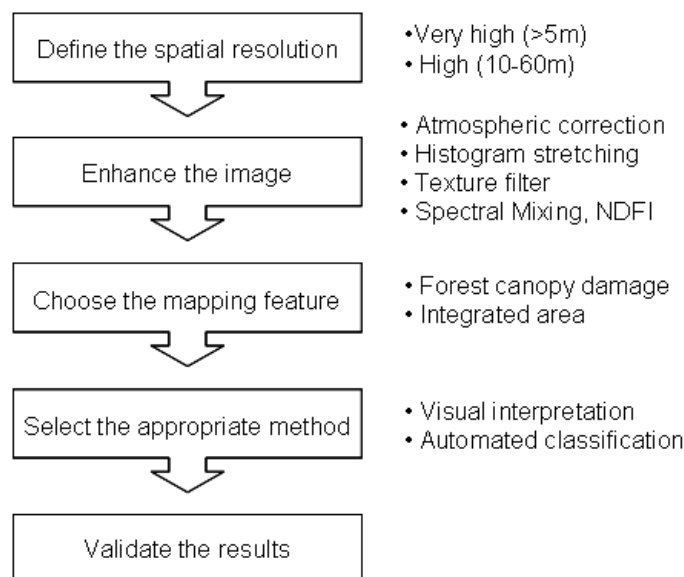 Define the spatial resolution
•Very high (>5m)
• High (10-60m)
Enhance the image
• Atmospheric correction
• Histogram stretching
• Texture filter
• Spectral Mixing, NDFI
Choose the mapping feature
• Forest canopy damage
• Integrated area
Select the appropriate method
• Visual interpretation
• Automated classification
Validate the results